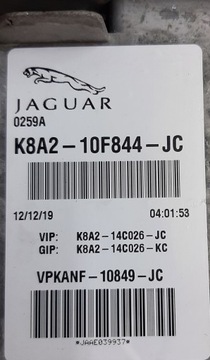 JAGUAR
0259A
K8A2-10F844-JC
12/12/19 04:01:53
VIP: K8A2-14C026-JC
GIP: K8A2-14C026-KC
VPKANF-10849-JC
*JAAE039937*